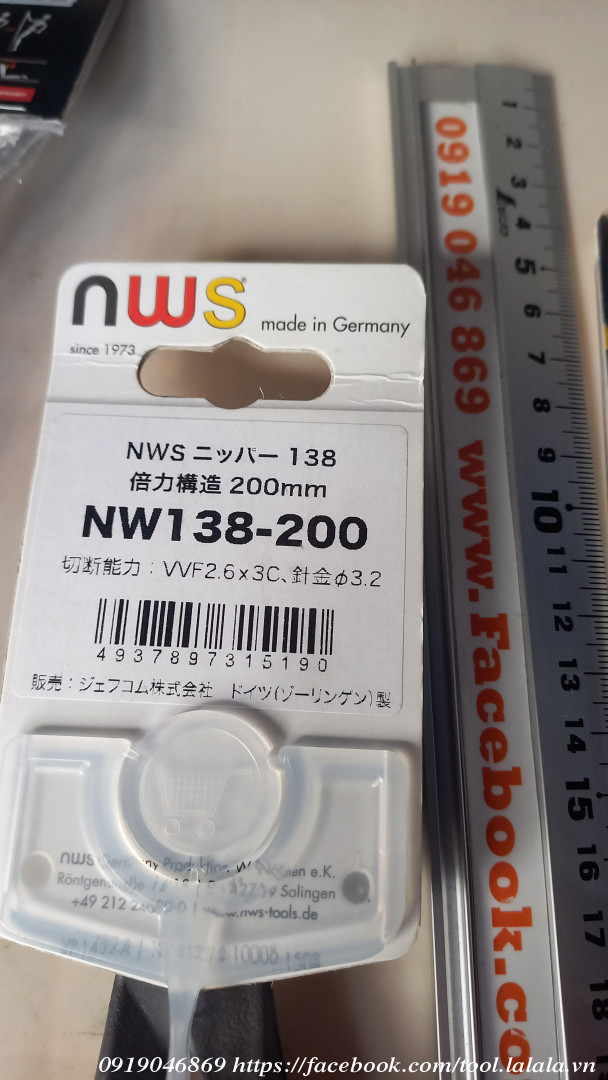 nws
made in Germany
since 1973
NWS ニッパー 138
倍力構造 200mm
NW138-200
切断能力：VVF2.6x3C、針金φ3.2
4937897315190
販売：ジェフコム株式会社 ドイツ(ゾーリンゲン)製
nws Germany Produktion e.K.
Röntgenstraße Solingen
+49 212 www.nws-tools.de
0919 046 869 www.Facebook.co
1 2 3 4 5 6 7 8 9 10 11 12 13 14 15 16 17 18
0919046869 https://facebook.com/tool.lalala.vn